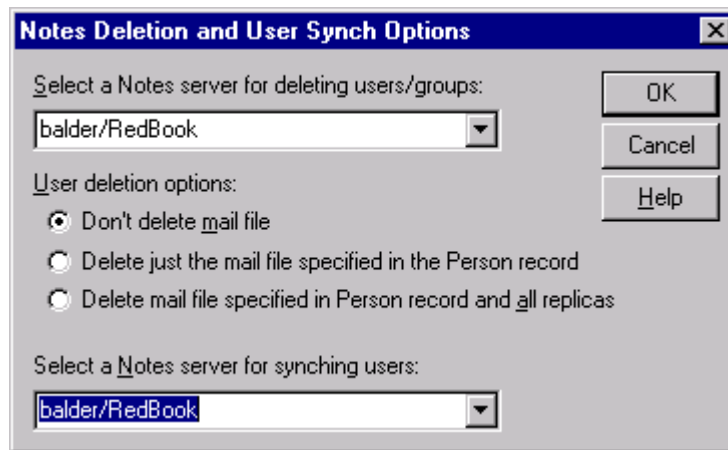 Notes Deletion and User Synch Options
Select a Notes server for deleting users/groups:
balder/RedBook
OK
Cancel
Help
User deletion options:
Don't delete mail file
Delete just the mail file specified in the Person record
Delete mail file specified in Person record and all replicas
Select a Notes server for synching users:
balder/RedBook